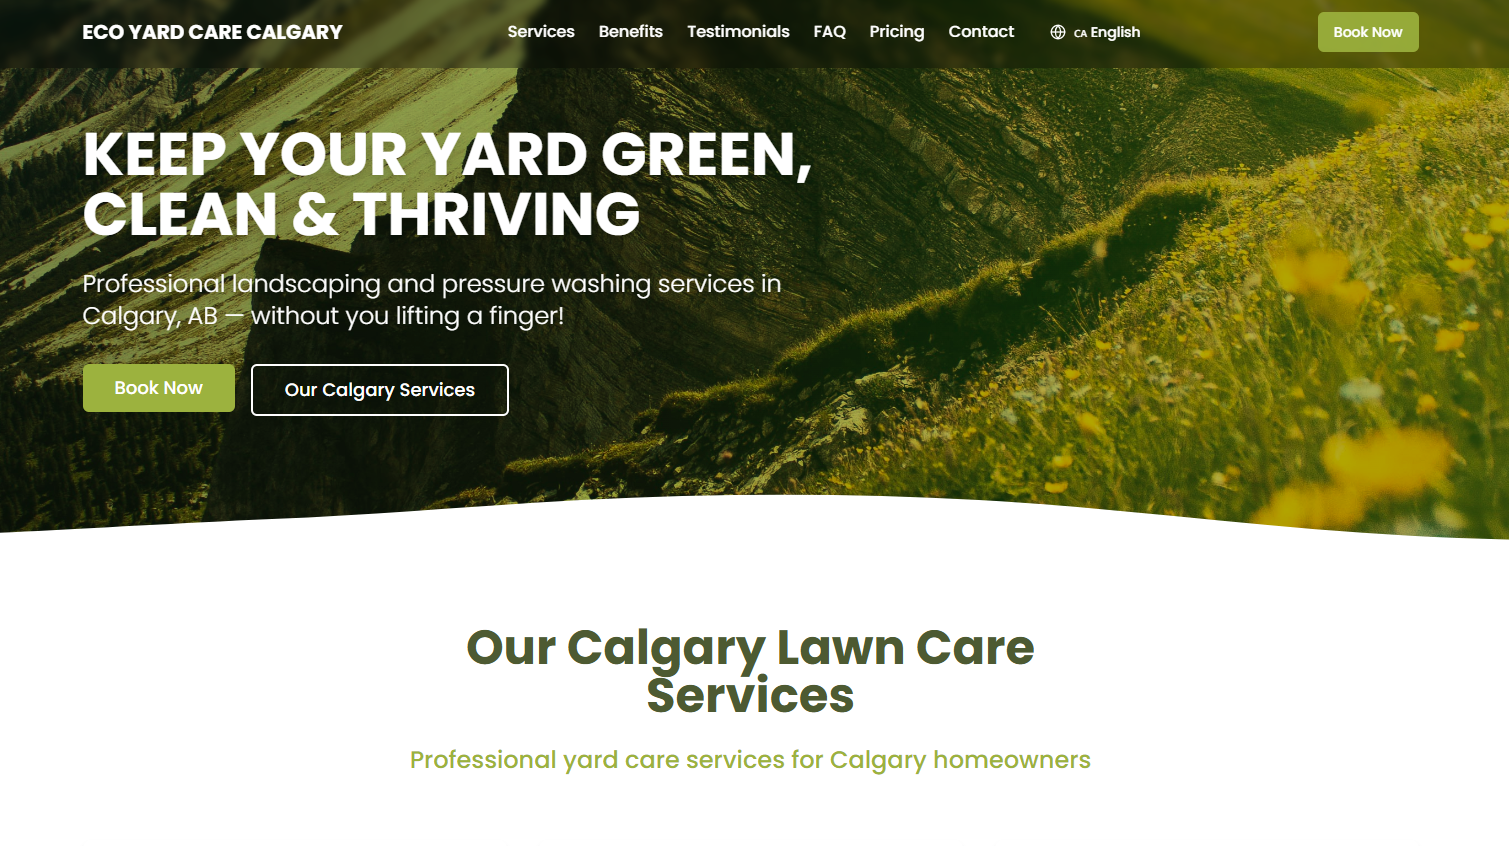 ECO YARD CARE CALGARY
Services Benefits Testimonials FAQ Pricing Contact CA English Book Now
KEEP YOUR YARD GREEN,
CLEAN & THRIVING
Professional landscaping and pressure washing services in
Calgary, AB — without you lifting a finger!
Book Now Our Calgary Services
Our Calgary Lawn Care
Services
Professional yard care services for Calgary homeowners